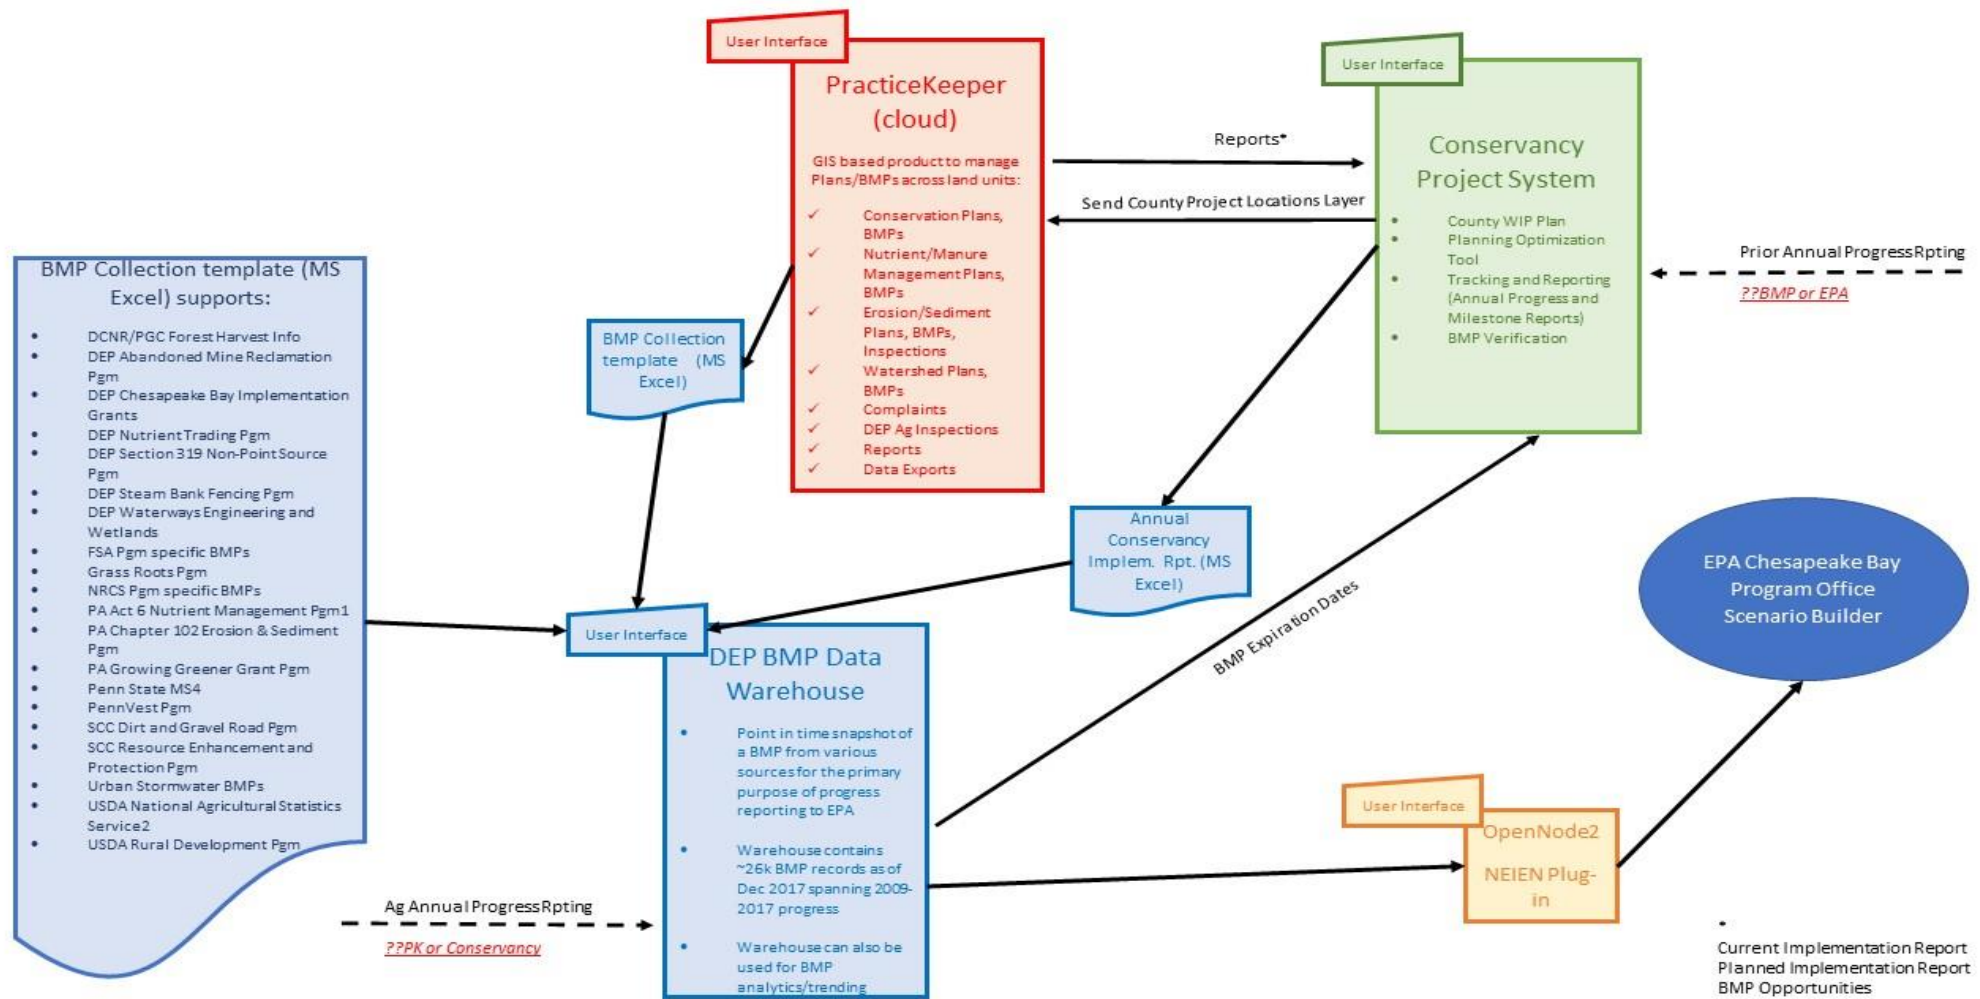 User Interface
PracticeKeeper
(cloud)
GIS based product to manage
Plans/BMPs across land units:
✓ Conservation Plans,
BMPs
✓ Nutrient/Manure
Management Plans,
BMPs
✓ Erosion/Sediment
Plans, BMPs,
Inspections
✓ Watershed Plans,
BMPs
✓ Complaints
✓ DEP Ag Inspections
✓ Reports
✓ Data Exports
Reports*
Send County Project Locations Layer
User Interface
Conservancy
Project System
• County WIP Plan
• Planning Optimization
Tool
• Tracking and Reporting
(Annual Progress and
Milestone Reports)
• BMP Verification
Prior Annual Progress Rpting
??BMP or EPA
BMP Collection template (MS
Excel) supports:
• DCNR/PGC Forest Harvest Info
• DEP Abandoned Mine Reclamation
Pgm
• DEP Chesapeake Bay Implementation
Grants
• DEP Nutrient Trading Pgm
• DEP Section 319 Non-Point Source
Pgm
• DEP Steam Bank Fencing Pgm
• DEP Waterways Engineering and
Wetlands
• FSA Pgm specific BMPs
• Grass Roots Pgm
• NRCS Pgm specific BMPs
• PA Act 6 Nutrient Management Pgm1
• PA Chapter 102 Erosion & Sediment
Pgm
• PA Growing Greener Grant Pgm
• Penn State MS4
• PennVest Pgm
• SCC Dirt and Gravel Road Pgm
• SCC Resource Enhancement and
Protection Pgm
• Urban Stormwater BMPs
• USDA National Agricultural Statistics
Service2
• USDA Rural Development Pgm
BMP Collection
template (MS
Excel)
Annual
Conservancy
Implem. Rpt. (MS
Excel)
BMP Expiration Dates
EPA Chesapeake Bay
Program Office
Scenario Builder
User Interface
DEP BMP Data
Warehouse
• Point in time snapshot of
a BMP from various
sources for the primary
purpose of progress
reporting to EPA
• Warehouse contains
~26k BMP records as of
Dec 2017 spanning 2009-
2017 progress
• Warehouse can also be
used for BMP
analytics/trending
Ag Annual Progress Rpting
??PK or Conservancy
User Interface
OpenNode2
NEIEN Plug-
in
*
Current Implementation Report
Planned Implementation Report
BMP Opportunities